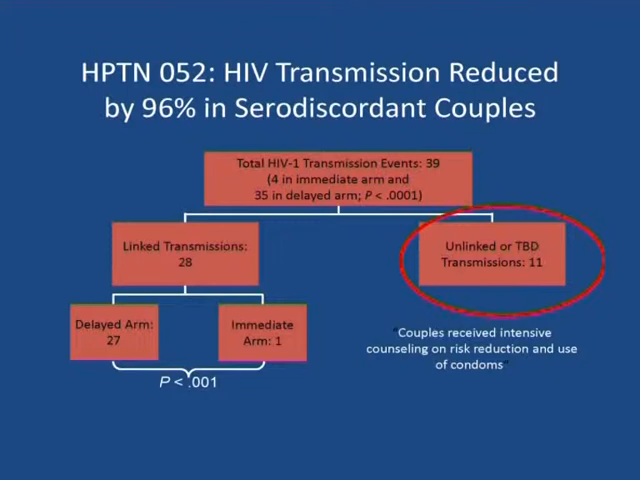 HPTN 052: HIV Transmission Reduced
by 96% in Serodiscordant Couples
Total HIV-1 Transmission Events: 39
(4 in immediate arm and
35 in delayed arm; P < .0001)
Linked Transmissions:
28
Unlinked or TBD
Transmissions: 11
Delayed Arm:
27
Immediate
Arm: 1
P < .001
"Couples received intensive
counseling on risk reduction and use
of condoms"